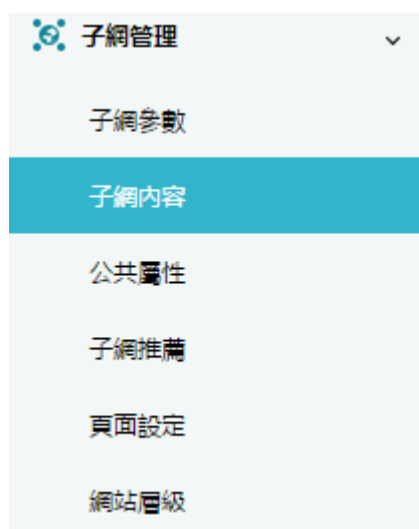 子網管理
子網參數
子網內容
公共屬性
子網推薦
頁面設定
網站層級